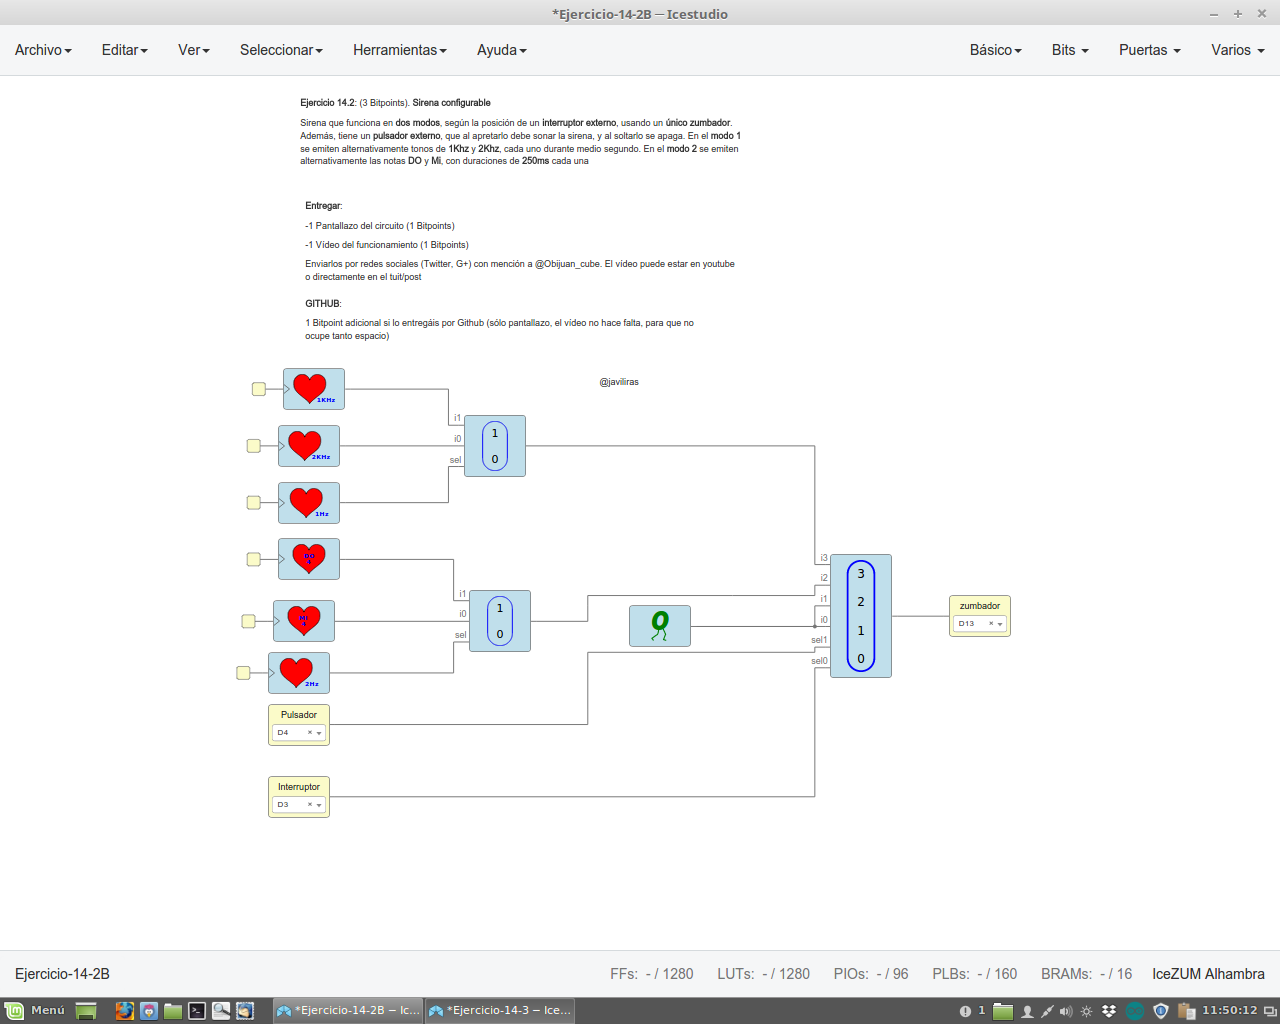 *Ejercicio-14-2B — Icestudio
Archivo Editar Ver Seleccionar Herramientas Ayuda Básico Bits Puertas Varios
Ejercicio 14.2: (3 Bitpoints). Sirena configurable
Sirena que funciona en dos modos, según la posición de un interruptor externo, usando un único zumbador.
Además, tiene un pulsador externo, que al apretarlo debe sonar la sirena, y al soltarlo se apaga. En el modo 1
se emiten alternativamente tonos de 1Khz y 2Khz, cada uno durante medio segundo. En el modo 2 se emiten
alternativamente las notas DO y Mi, con duraciones de 250ms cada una
Entregar:
-1 Pantallazo del circuito (1 Bitpoints)
-1 Vídeo del funcionamiento (1 Bitpoints)
Enviarlos por redes sociales (Twitter, G+) con mención a @Obijuan_cube. El vídeo puede estar en youtube
o directamente en el tuit/post
GITHUB:
1 Bitpoint adicional si lo entregáis por Github (sólo pantallazo, el vídeo no hace falta, para que no
ocupe tanto espacio)
@javiliras
1KHz
2KHz
1Hz
i1
i0
sel
1
0
DO
4
MI
4
2Hz
i1
i0
sel
1
0
0
i3
i2
i1
i0
sel1
sel0
3
2
1
0
zumbador
D13
Pulsador
D4
Interruptor
D3
Ejercicio-14-2B FFs: - / 1280 LUTs: - / 1280 PIOs: - / 96 PLBs: - / 160 BRAMs: - / 16 IceZUM Alhambra
Menú *Ejercicio-14-2B — Ic... *Ejercicio-14-3 — Ice... 1 11:50:12